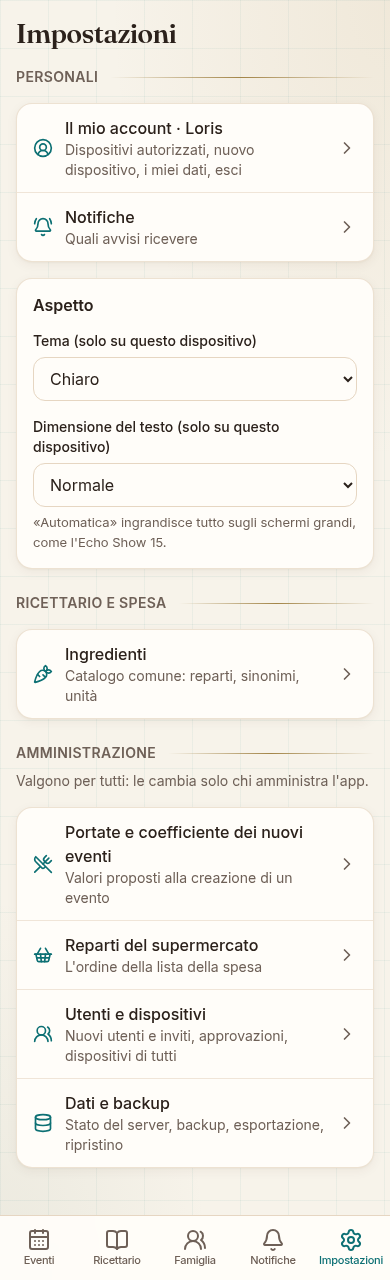 Impostazioni
PERSONALI
Il mio account · Loris
Dispositivi autorizzati, nuovo
dispositivo, i miei dati, esci
Notifiche
Quali avvisi ricevere
Aspetto
Tema (solo su questo dispositivo)
Chiaro
Dimensione del testo (solo su questo
dispositivo)
Normale
«Automatica» ingrandisce tutto sugli schermi grandi,
come l'Echo Show 15.
RICETTARIO E SPESA
Ingredienti
Catalogo comune: reparti, sinonimi,
unità
AMMINISTRAZIONE
Valgono per tutti: le cambia solo chi amministra l'app.
Portate e coefficiente dei nuovi
eventi
Valori proposti alla creazione di un
evento
Reparti del supermercato
L'ordine della lista della spesa
Utenti e dispositivi
Nuovi utenti e inviti, approvazioni,
dispositivi di tutti
Dati e backup
Stato del server, backup, esportazione,
ripristino
Eventi
Ricettario
Famiglia
Notifiche
Impostazioni